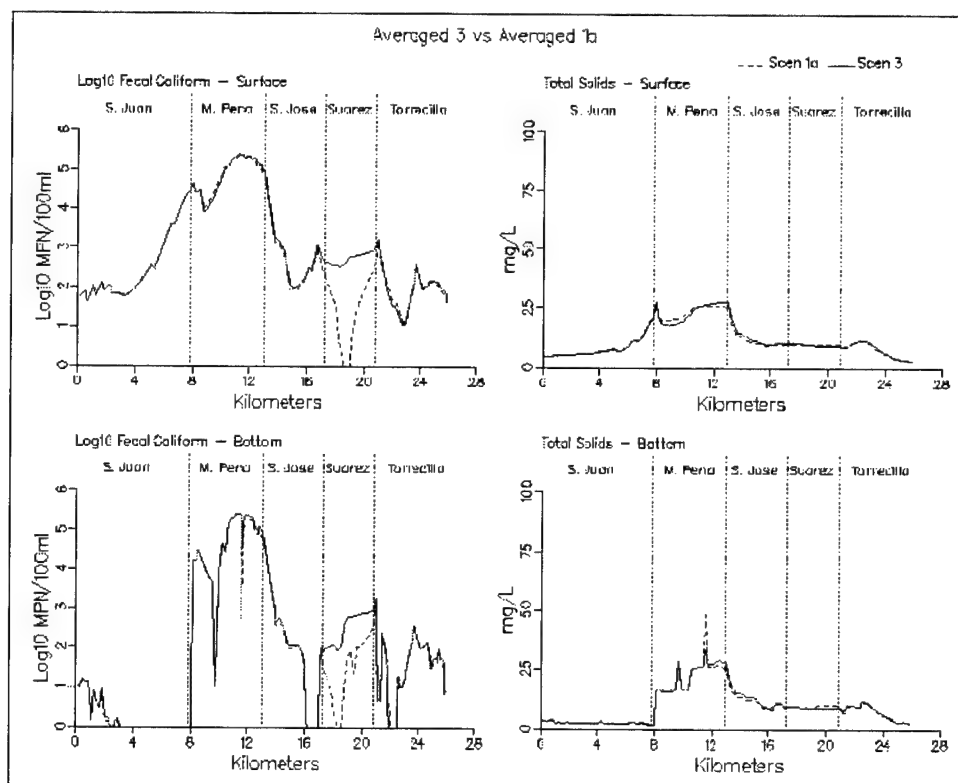 Averaged 3 vs Averaged 1a
Scen 1a
Scen 3
Log10 Fecal Coliform – Surface
S. Juan
M. Pena
S. Jose
Suarez
Torrecilla
Log10 MPN/100ml
0 1 2 3 4 5 6
0 4 8 12 16 20 24 28
Kilometers
Total Solids – Surface
S. Juan
M. Pena
S. Jose
Suarez
Torrecilla
mg/L
0 25 50 75 100
0 4 8 12 16 20 24 28
Kilometers
Log10 Fecal Coliform – Bottom
S. Juan
M. Pena
S. Jose
Suarez
Torrecilla
Log10 MPN/100ml
0 1 2 3 4 5 6
0 4 8 12 16 20 24 28
Kilometers
Total Solids – Bottom
S. Juan
M. Pena
S. Jose
Suarez
Torrecilla
mg/L
0 25 50 75 100
0 4 8 12 16 20 24 28
Kilometers